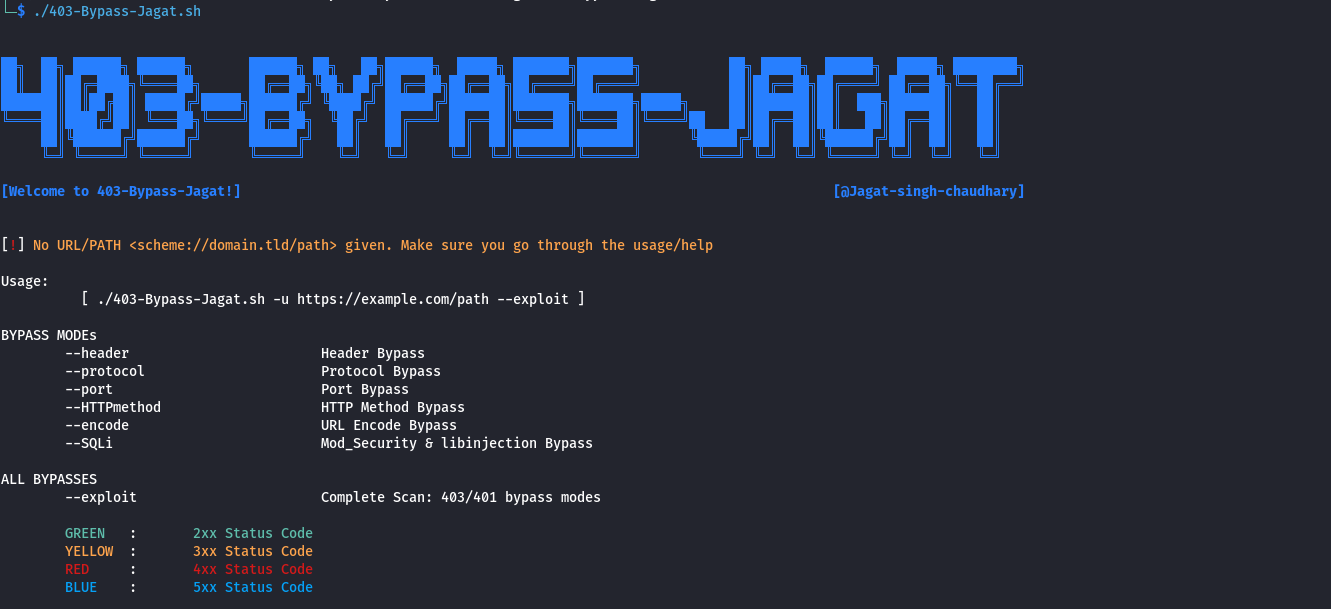 $ ./403-Bypass-Jagat.sh
403-BYPASS-JAGAT
[Welcome to 403-Bypass-Jagat!] [@Jagat-singh-chaudhary]
[!] No URL/PATH <scheme://domain.tld/path> given. Make sure you go through the usage/help
Usage:
[ ./403-Bypass-Jagat.sh -u https://example.com/path --exploit ]
BYPASS MODEs
--header Header Bypass
--protocol Protocol Bypass
--port Port Bypass
--HTTPmethod HTTP Method Bypass
--encode URL Encode Bypass
--SQLi Mod_Security & libinjection Bypass
ALL BYPASSES
--exploit Complete Scan: 403/401 bypass modes
GREEN : 2xx Status Code
YELLOW : 3xx Status Code
RED : 4xx Status Code
BLUE : 5xx Status Code